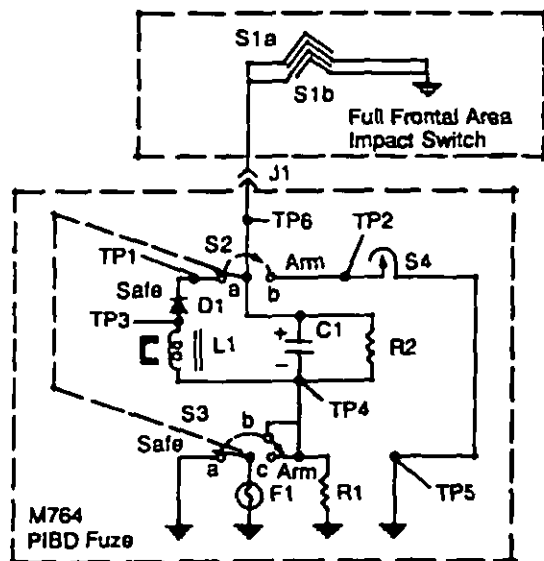 S1a
S1b
Full Frontal Area
Impact Switch
J1
TP6
TP2
S2
TP1
Arm
S4
a
b
Safe
D1
TP3
+
C1
L1
R2
−
TP4
S3
b
Safe
a
c
Arm
F1
R1
TP5
M764
PIBD Fuze